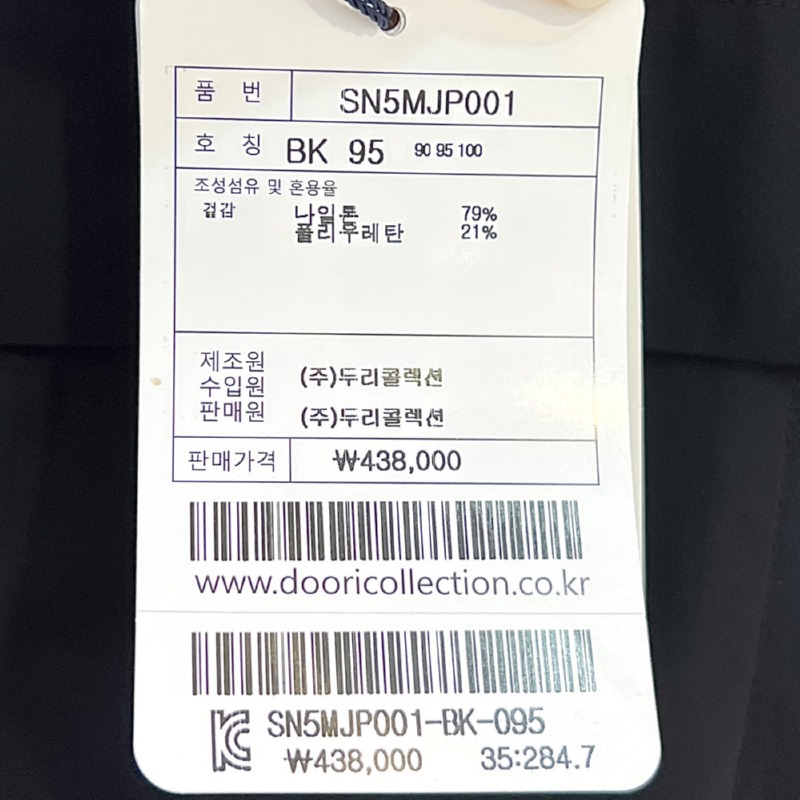 품 번 SN5MJP001
호 칭 BK 95 90 95 100
조성섬유 및 혼용율
겉감 나일론 79%
폴리우레탄 21%
제조원
수입원 (주)두리콜렉션
판매원 (주)두리콜렉션
판매가격 ₩438,000
www.dooricollection.co.kr
SN5MJP001-BK-095
₩438,000 35:284.7